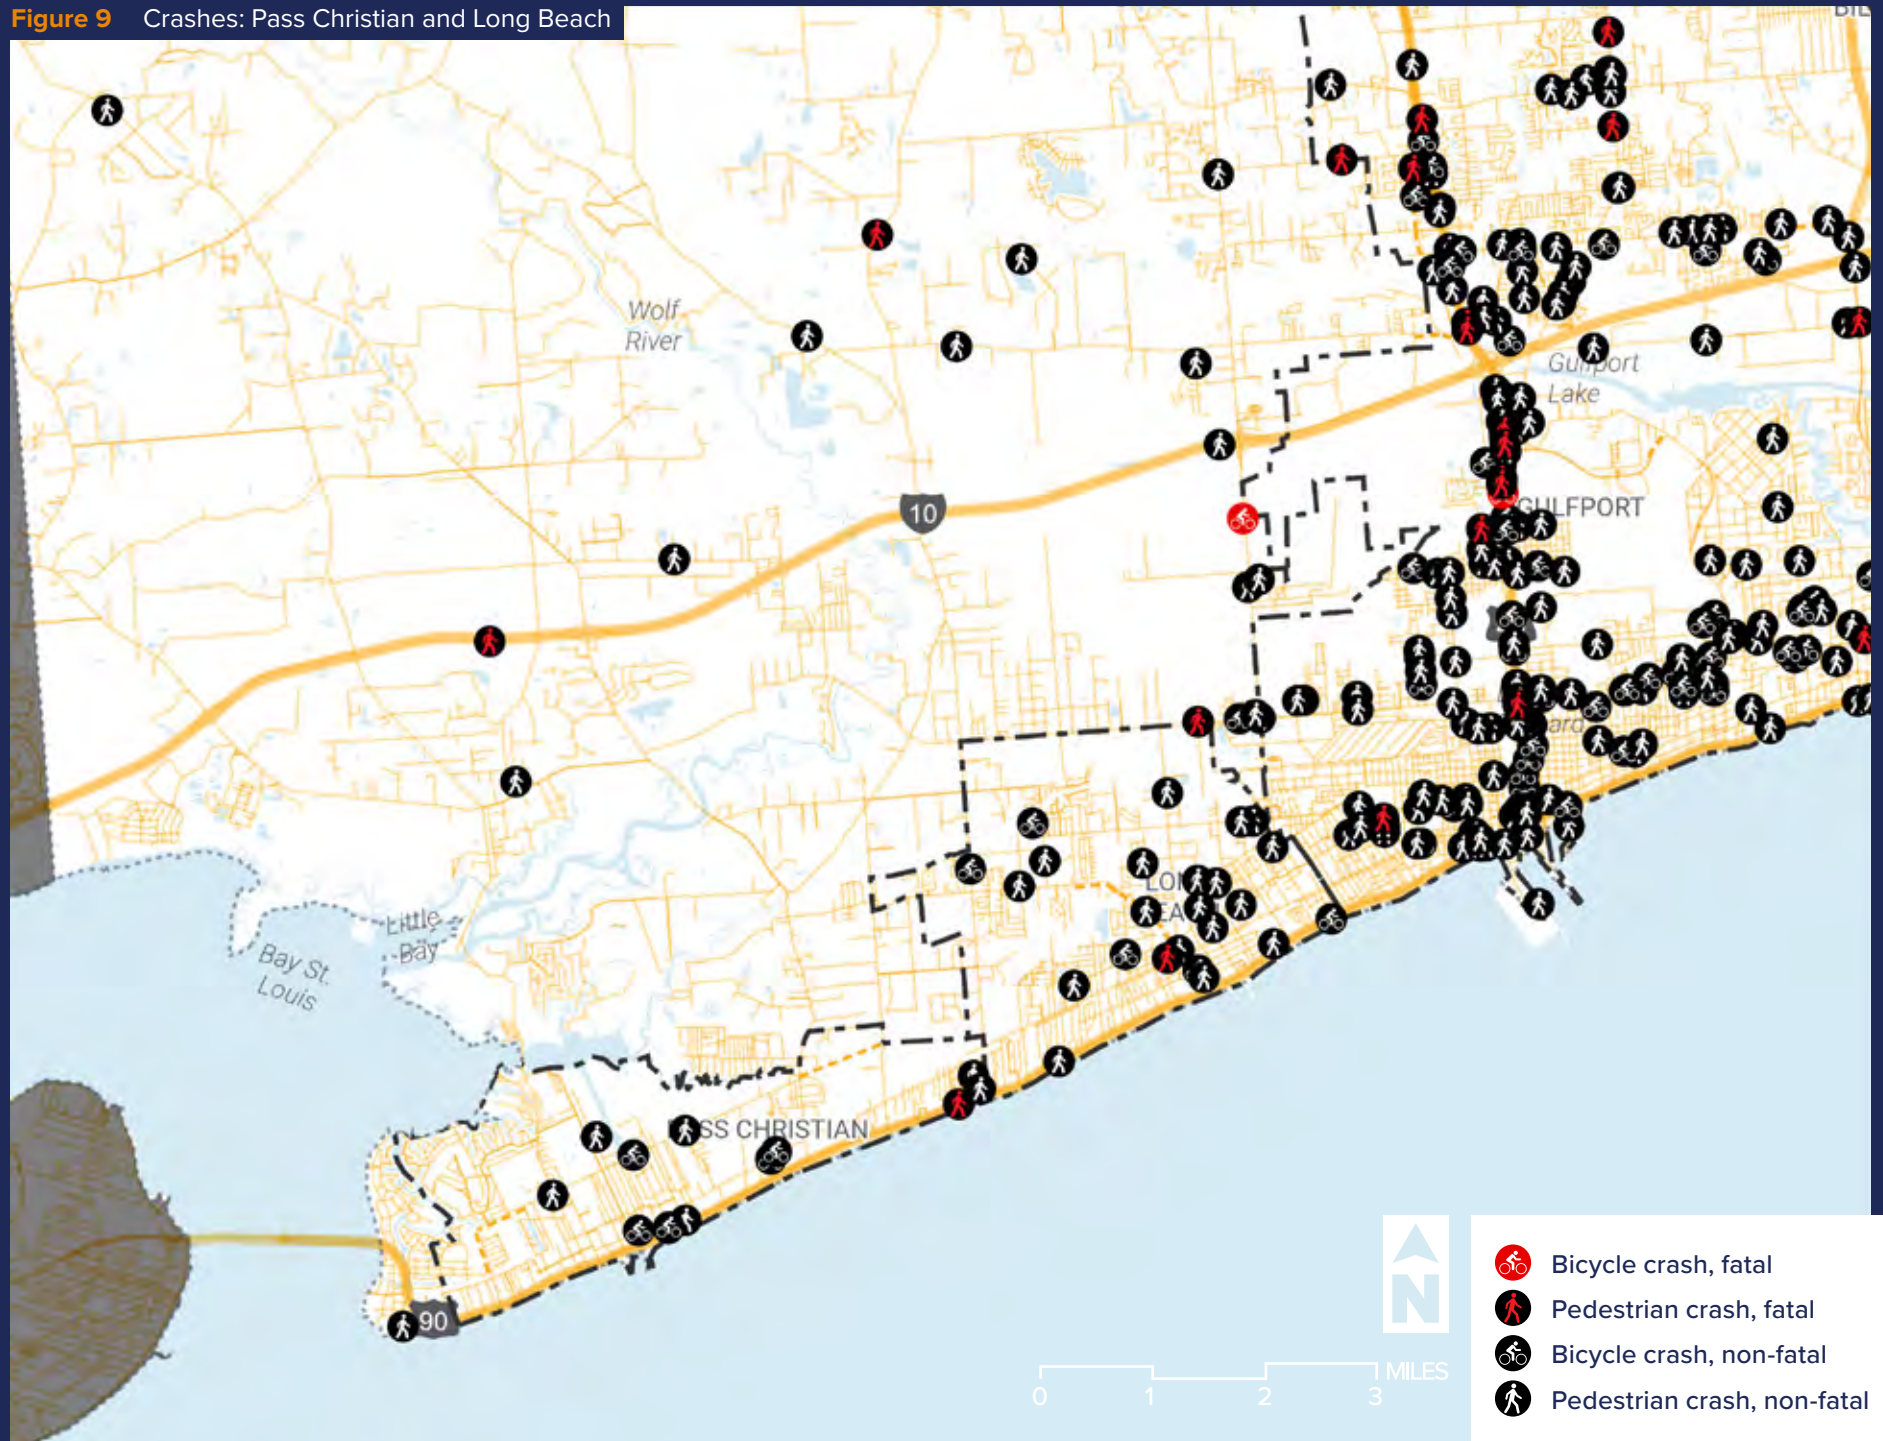 Figure 9 Crashes: Pass Christian and Long Beach
Wolf
River
Gulfport
Lake
10
GULFPORT
Little
Bay
Bay St.
Louis
CHRISTIAN
90
N
MILES
0 1 2 3
Bicycle crash, fatal
Pedestrian crash, fatal
Bicycle crash, non-fatal
Pedestrian crash, non-fatal